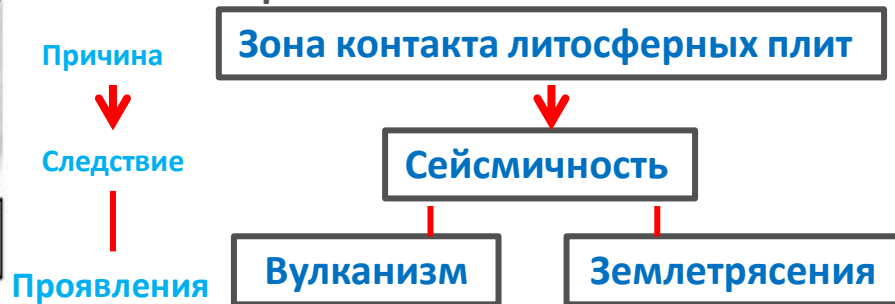 Причина
Зона контакта литосферных плит
Следствие
Сейсмичность
Проявления
Вулканизм
Землетрясения